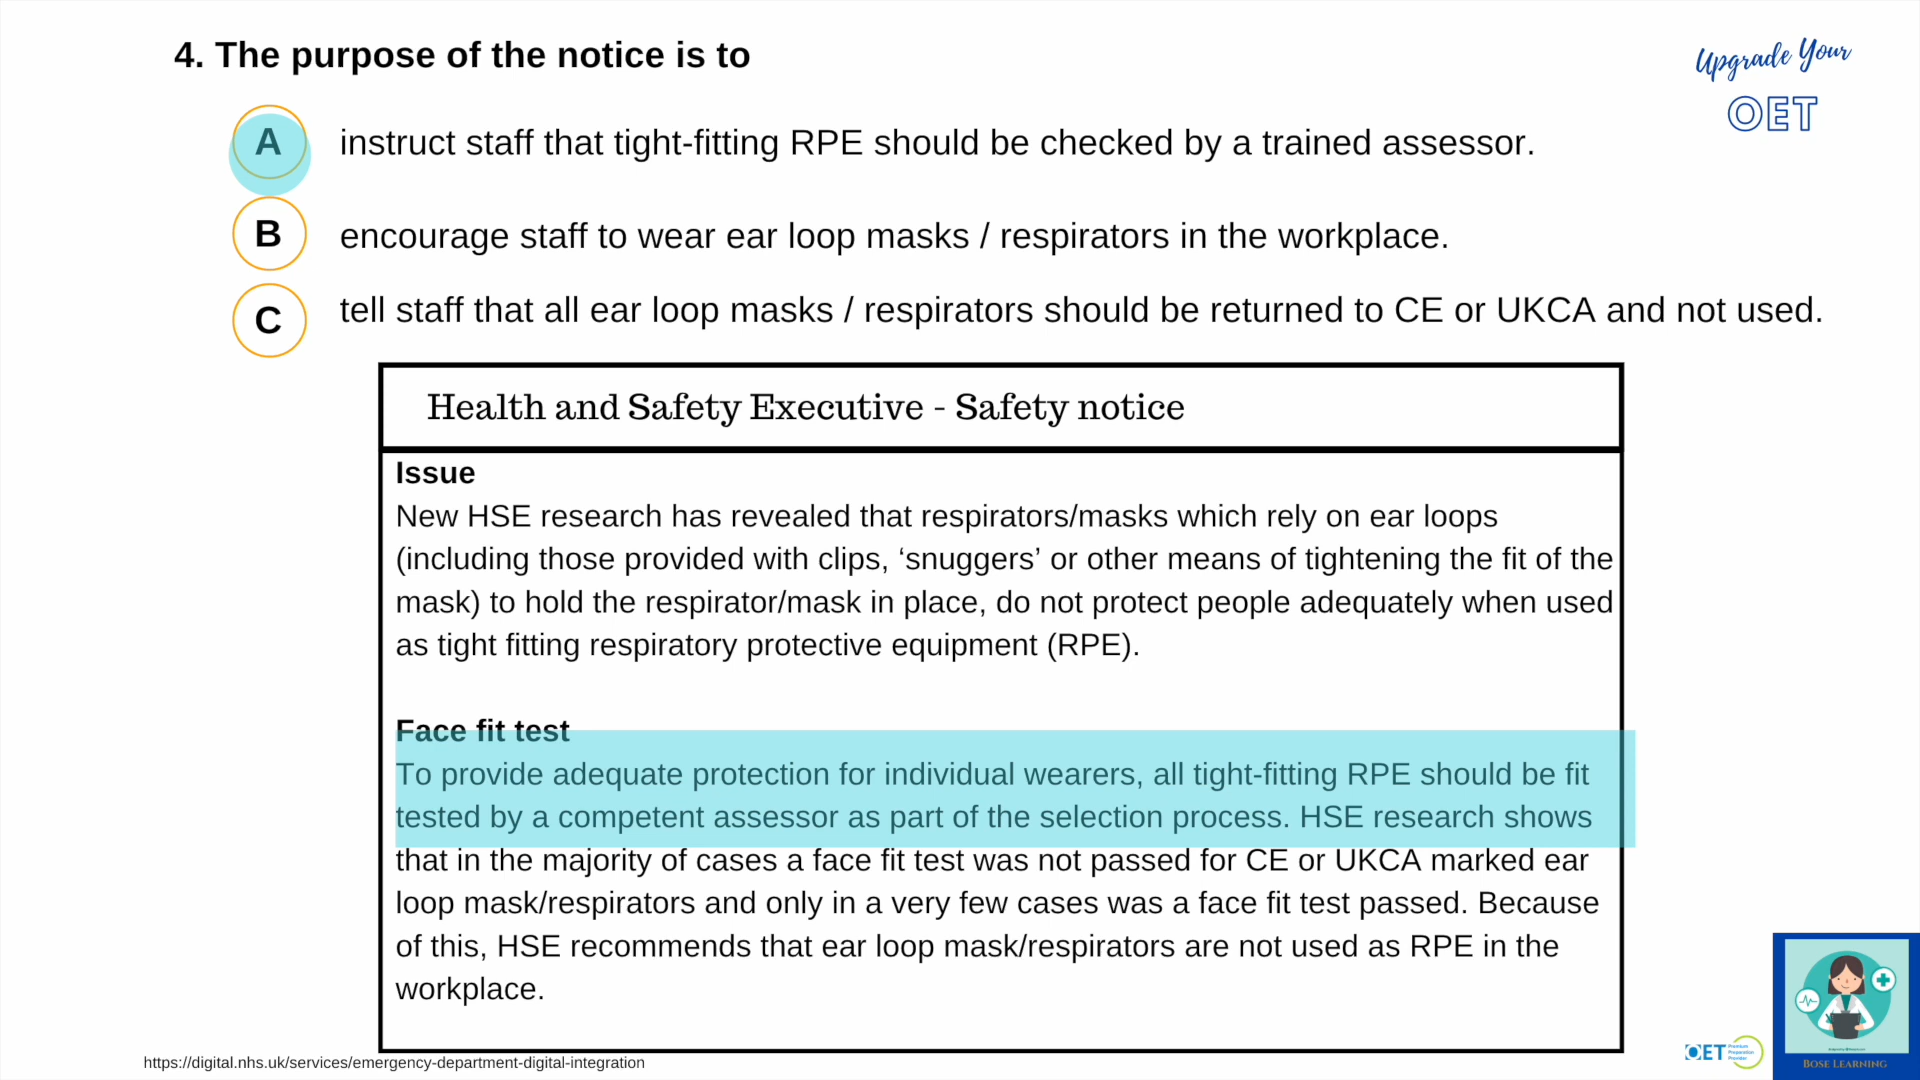 4. The purpose of the notice is to
Upgrade Your
OET
A instruct staff that tight-fitting RPE should be checked by a trained assessor.
B encourage staff to wear ear loop masks / respirators in the workplace.
C tell staff that all ear loop masks / respirators should be returned to CE or UKCA and not used.
Health and Safety Executive - Safety notice
Issue
New HSE research has revealed that respirators/masks which rely on ear loops
(including those provided with clips, ‘snuggers’ or other means of tightening the fit of the
mask) to hold the respirator/mask in place, do not protect people adequately when used
as tight fitting respiratory protective equipment (RPE).
Face fit test
To provide adequate protection for individual wearers, all tight-fitting RPE should be fit
tested by a competent assessor as part of the selection process. HSE research shows
that in the majority of cases a face fit test was not passed for CE or UKCA marked ear
loop mask/respirators and only in a very few cases was a face fit test passed. Because
of this, HSE recommends that ear loop mask/respirators are not used as RPE in the
workplace.
https://digital.nhs.uk/services/emergency-department-digital-integration
OET Premium
Preparation
Provider
BOSE LEARNING